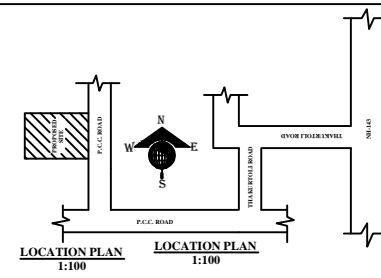 N
W
E
S
PROPOSED
SITE
P.C.C. ROAD
THAKURTOLI ROAD
THAKURTOLI ROAD
NH-143
P.C.C. ROAD
LOCATION PLAN
1:100
LOCATION PLAN
1:100